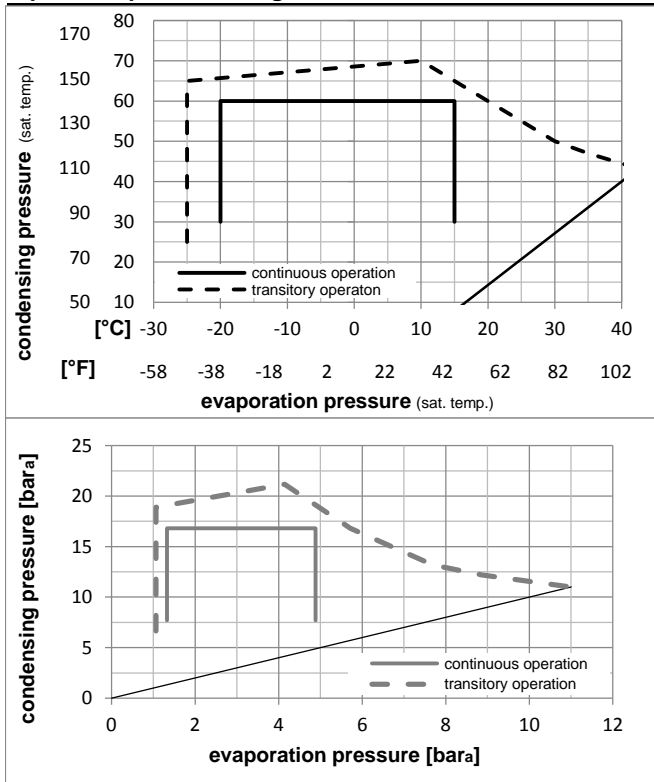 170 80
150 70
60
130
50
110
40
90
30
70
20
50 10
condensing pressure (sat. temp.)
continuous operation
transitory operaton
[°C] -30 -20 -10 0 10 20 30 40
[°F] -58 -38 -18 2 22 42 62 82 102
evaporation pressure (sat. temp.)
25
20
15
10
5
0
condensing pressure [bara]
continuous operation
transitory operation
0 2 4 6 8 10 12
evaporation pressure [bara]